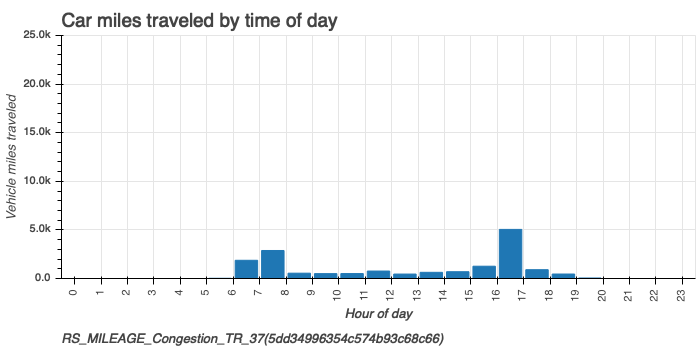 Car miles traveled by time of day
25.0k
20.0k
15.0k
10.0k
5.0k
0.0
Vehicle miles traveled
0 1 2 3 4 5 6 7 8 9 10 11 12 13 14 15 16 17 18 19 20 21 22 23
Hour of day
RS_MILEAGE_Congestion_TR_37(5dd34996354c574b93c68c66)